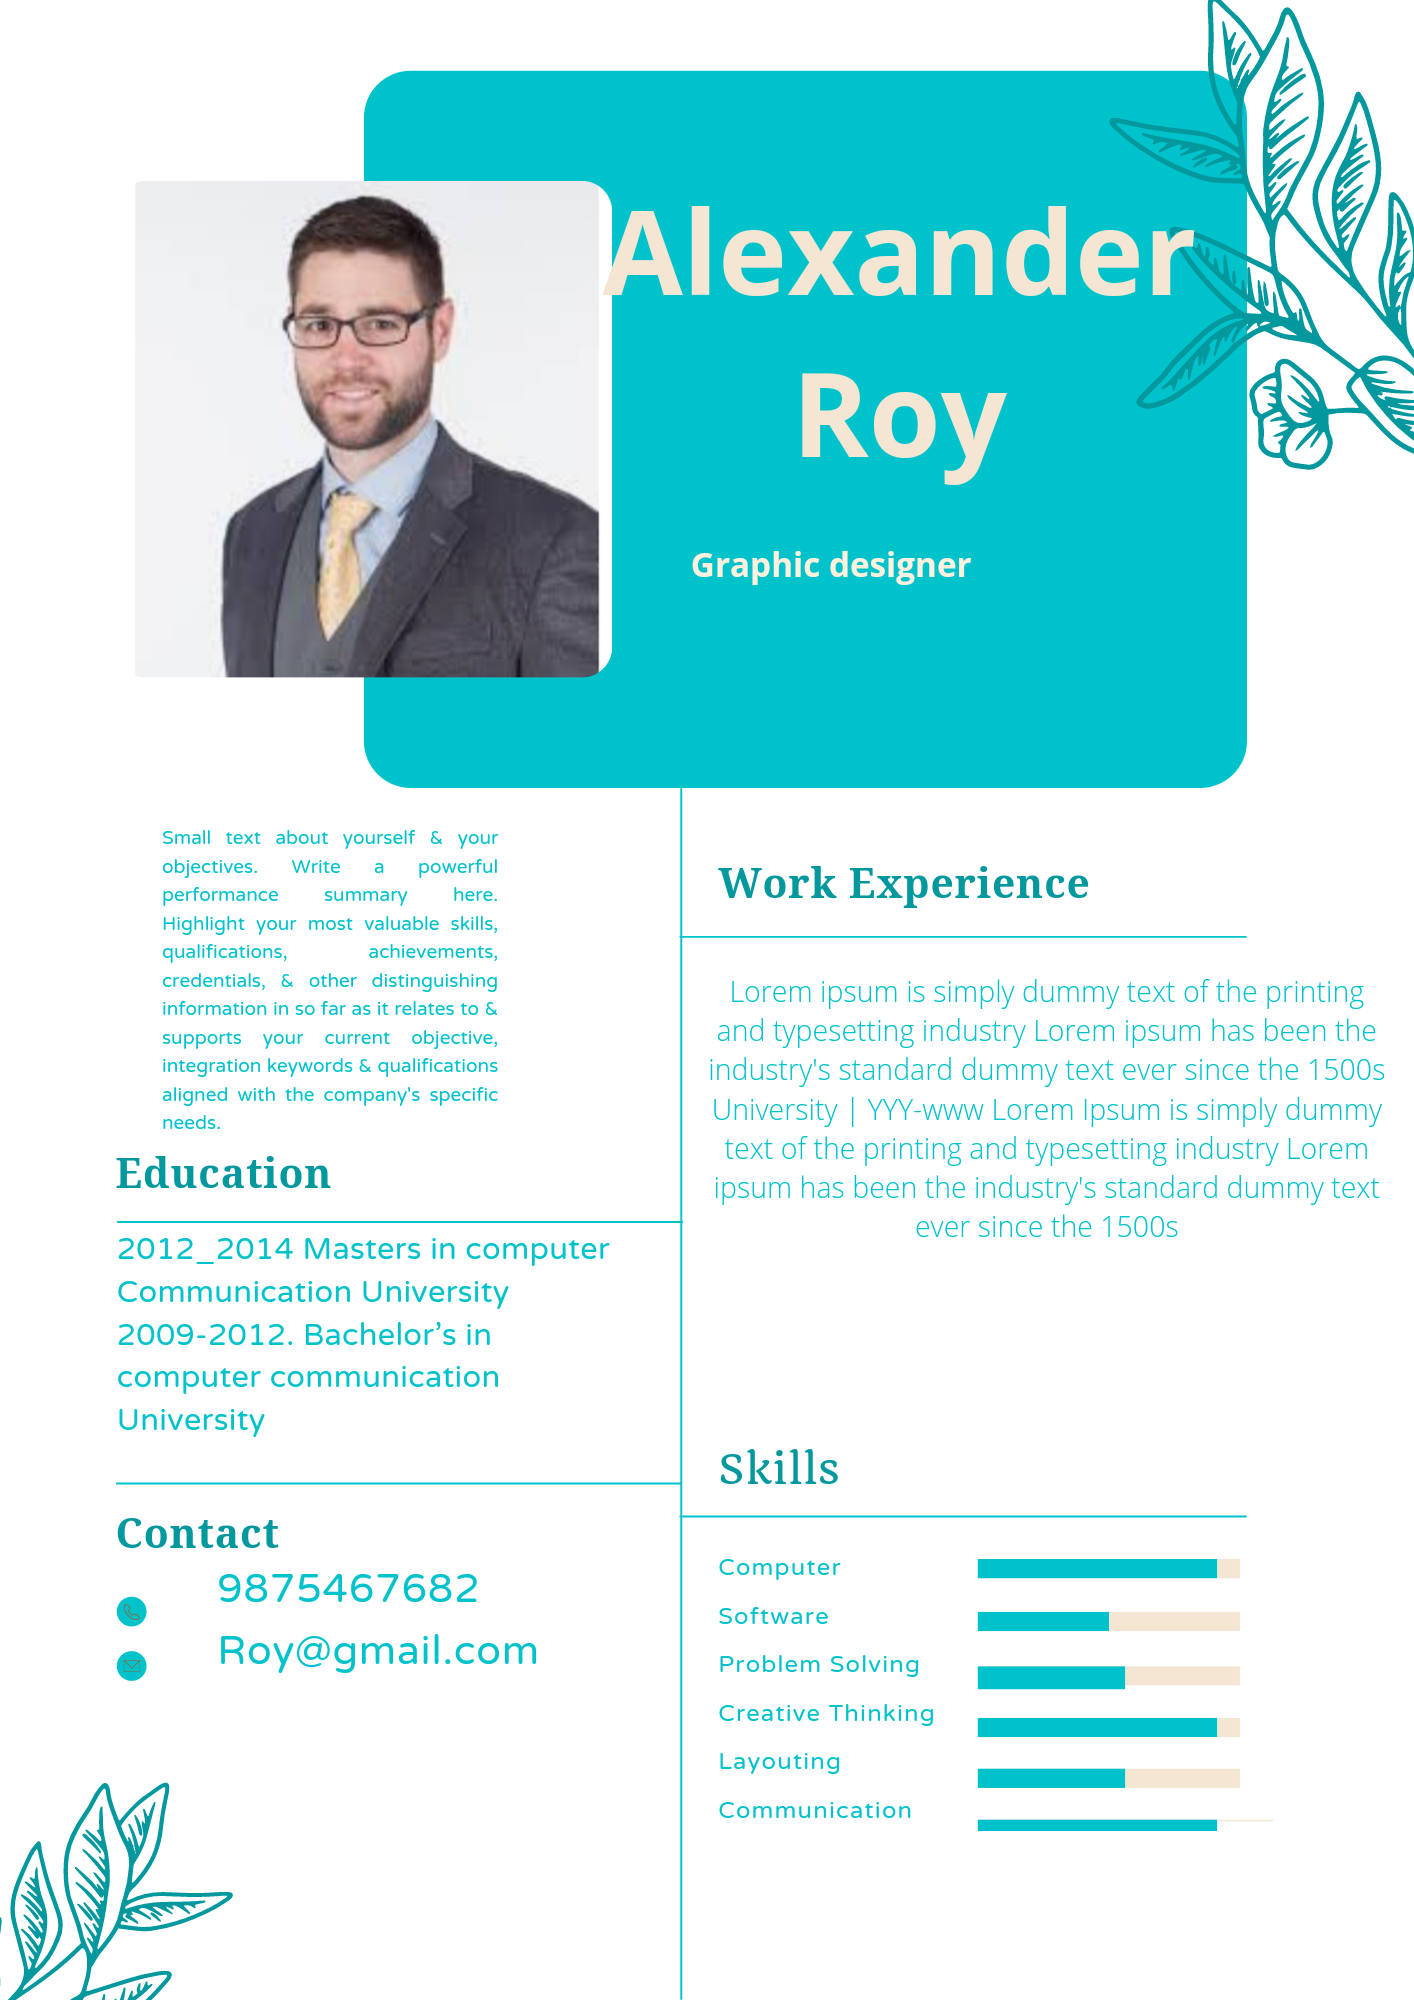 Alexander
Roy
Graphic designer
Small text about yourself & your
objectives. Write a powerful
performance summary here.
Highlight your most valuable skills,
qualifications, achievements,
credentials, & other distinguishing
information in so far as it relates to &
supports your current objective,
integration keywords & qualifications
aligned with the company's specific
needs.
Education
2012_2014 Masters in computer
Communication University
2009-2012. Bachelor’s in
computer communication
University
Contact
9875467682
Roy@gmail.com
Work Experience
Lorem ipsum is simply dummy text of the printing
and typesetting industry Lorem ipsum has been the
industry's standard dummy text ever since the 1500s
University | YYY-www Lorem Ipsum is simply dummy
text of the printing and typesetting industry Lorem
ipsum has been the industry's standard dummy text
ever since the 1500s
Skills
Computer
Software
Problem Solving
Creative Thinking
Layouting
Communication